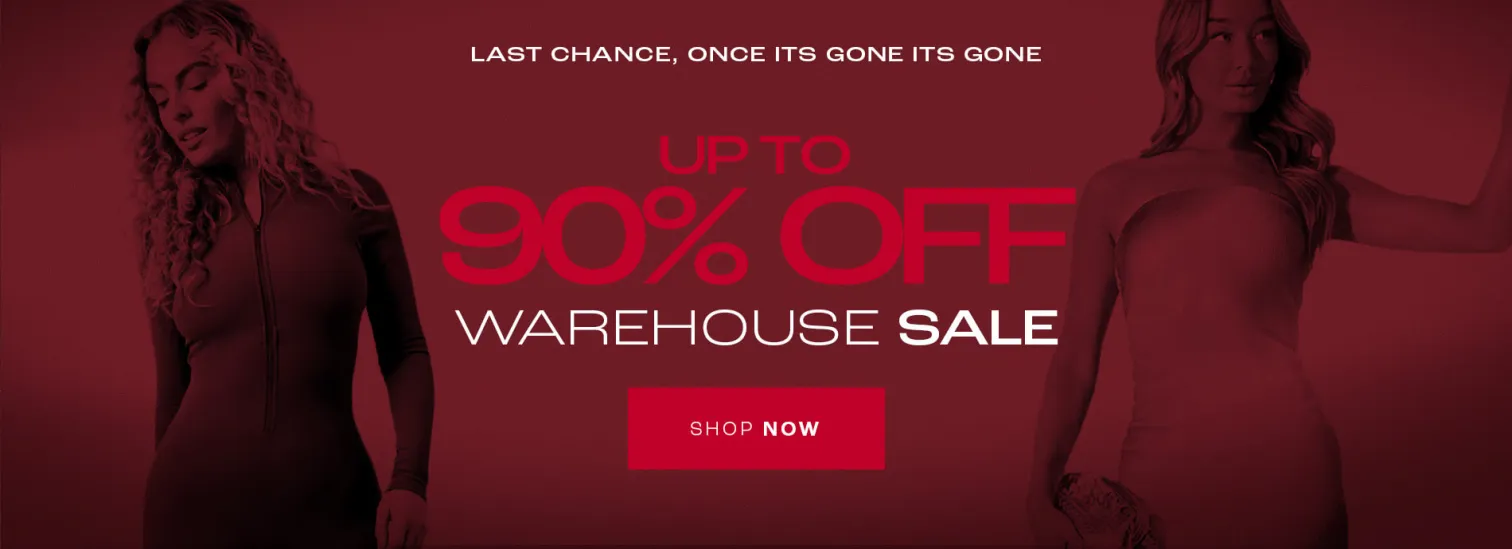 LAST CHANCE, ONCE ITS GONE ITS GONE
UP TO
90% OFF
WAREHOUSE SALE
SHOP NOW